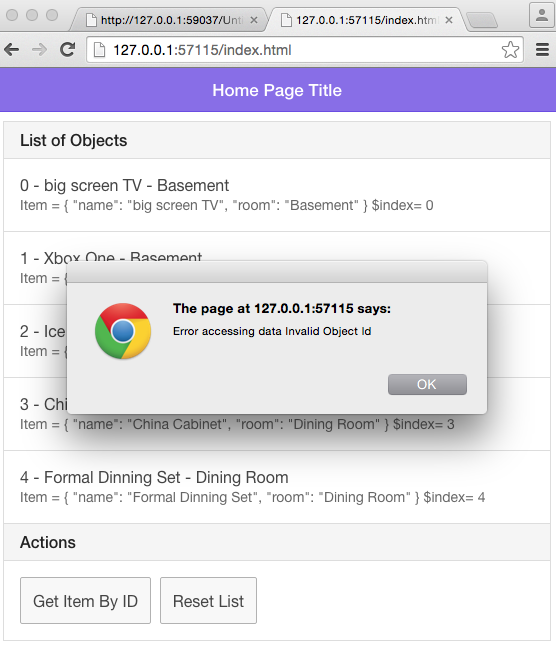 http://127.0.0.1:59037/Unti
127.0.0.1:57115/index.htm
127.0.0.1:57115/index.html
Home Page Title
List of Objects
0 - big screen TV - Basement
Item = { "name": "big screen TV", "room": "Basement" } $index= 0
1 - Xbox One - Basement
Item = {
2 - Ice
Item = {
The page at 127.0.0.1:57115 says:
Error accessing data Invalid Object Id
OK
3 - Chi
Item = { "name": "China Cabinet", "room": "Dining Room" } $index= 3
4 - Formal Dinning Set - Dining Room
Item = { "name": "Formal Dinning Set", "room": "Dining Room" } $index= 4
Actions
Get Item By ID
Reset List